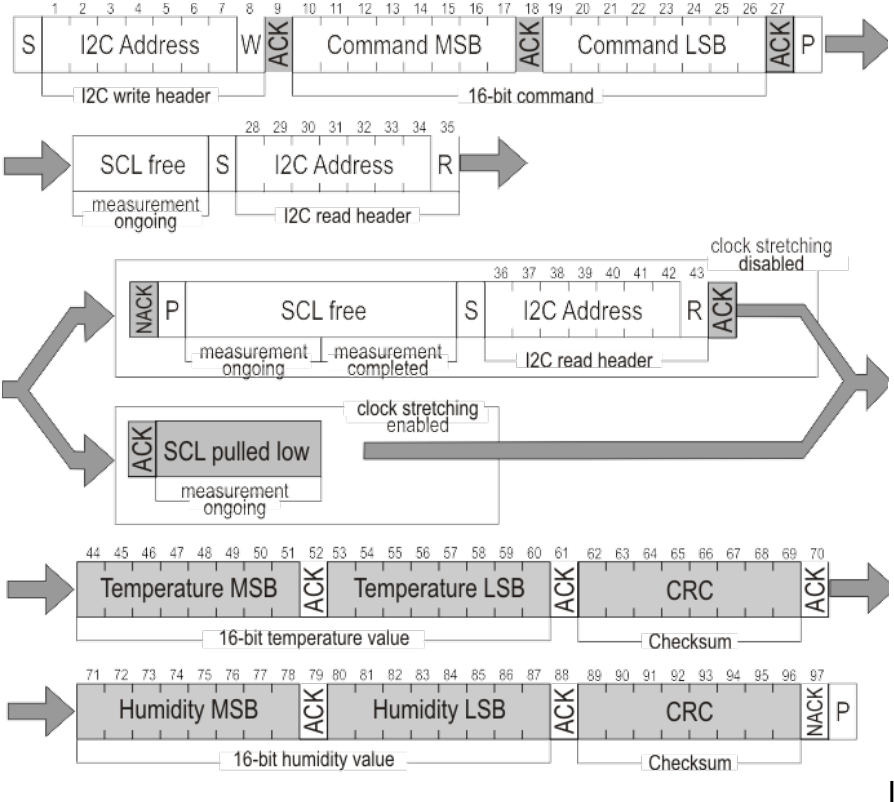 1 2 3 4 5 6 7 8 9 10 11 12 13 14 15 16 17 18 19 20 21 22 23 24 25 26 27
S I2C Address W ACK Command MSB ACK Command LSB ACK P
I2C write header 16-bit command
28 29 30 31 32 33 34 35
SCL free S I2C Address R
measurement
ongoing I2C read header
clock stretching
disabled
36 37 38 39 40 41 42 43
NACK P SCL free S I2C Address R ACK
measurement measurement
ongoing completed I2C read header
clock stretching
enabled
ACK SCL pulled low
measurement
ongoing
44 45 46 47 48 49 50 51 52 53 54 55 56 57 58 59 60 61 62 63 64 65 66 67 68 69 70
Temperature MSB ACK Temperature LSB ACK CRC ACK
16-bit temperature value Checksum
71 72 73 74 75 76 77 78 79 80 81 82 83 84 85 86 87 88 89 90 91 92 93 94 95 96 97
Humidity MSB ACK Humidity LSB ACK CRC NACK P
16-bit humidity value Checksum